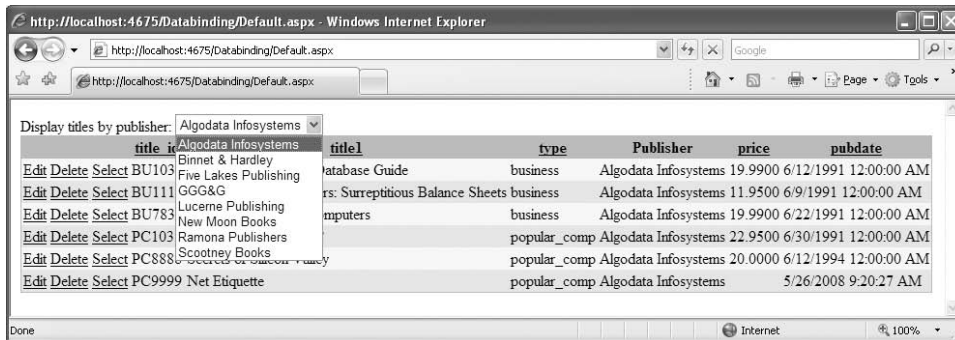 http://localhost:4675/Databinding/Default.aspx - Windows Internet Explorer
http://localhost:4675/Databinding/Default.aspx
Google
http://localhost:4675/Databinding/Default.aspx
Page Tools
Display titles by publisher: Algodata Infosystems
Algodata Infosystems
Binnet & Hardley
Five Lakes Publishing
GGG&G
Lucerne Publishing
New Moon Books
Ramona Publishers
Scootney Books
title1 type Publisher price pubdate
Edit Delete Select BU103 Database Guide business Algodata Infosystems 19.9900 6/12/1991 12:00:00 AM
Edit Delete Select BU111 rs: Surreptitious Balance Sheets business Algodata Infosystems 11.9500 6/9/1991 12:00:00 AM
Edit Delete Select BU783 mputers business Algodata Infosystems 19.9900 6/22/1991 12:00:00 AM
Edit Delete Select PC103 popular_comp Algodata Infosystems 22.9500 6/30/1991 12:00:00 AM
Edit Delete Select PC888 Secrets of Silicon Valley popular_comp Algodata Infosystems 20.0000 6/12/1994 12:00:00 AM
Edit Delete Select PC9999 Net Etiquette popular_comp Algodata Infosystems 5/26/2008 9:20:27 AM
Done
Internet
100%